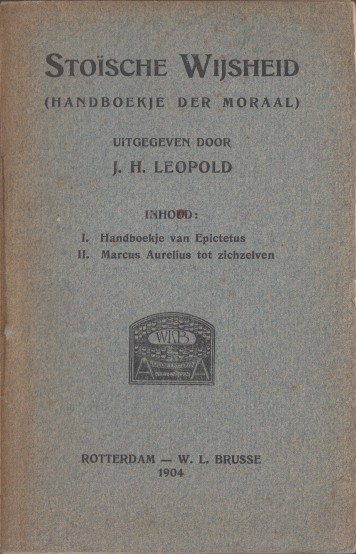 STOÏSCHE WIJSHEID
(HANDBOEKJE DER MORAAL)
UITGEGEVEN DOOR
J. H. LEOPOLD
INHOUD:
I. Handboekje van Epictetus
II. Marcus Aurelius tot zichzelven
ROTTERDAM — W. L. BRUSSE
1904